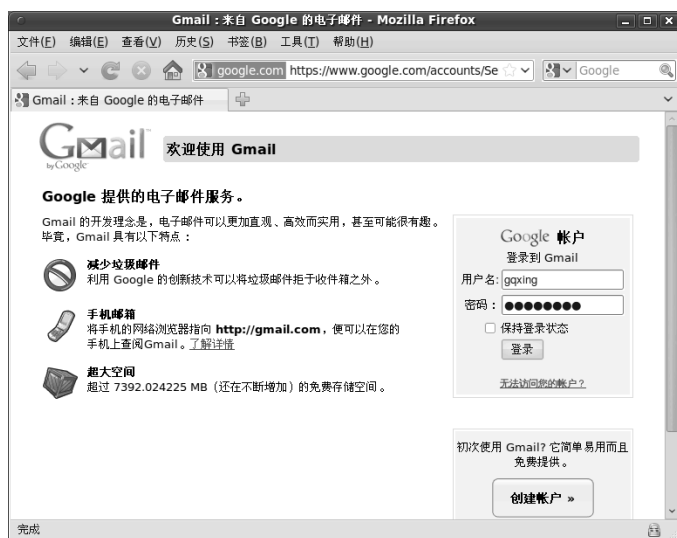 Gmail : 来自 Google 的电子邮件 - Mozilla Firefox
文件(F) 编辑(E) 查看(V) 历史(S) 书签(B) 工具(T) 帮助(H)
google.com https://www.google.com/accounts/Se
Google
Gmail : 来自 Google 的电子邮件
Gmail
by Google
欢迎使用 Gmail
Google 提供的电子邮件服务。
Gmail 的开发理念是，电子邮件可以更加直观、高效而实用，甚至可能很有趣。
毕竟，Gmail 具有以下特点：
减少垃圾邮件
利用 Google 的创新技术可以将垃圾邮件拒于收件箱之外。
手机邮箱
将手机的网络浏览器指向 http://gmail.com，便可以在您的
手机上查阅Gmail。了解详情
超大空间
超过 7392.024225 MB（还在不断增加）的免费存储空间。
Google 帐户
登录到 Gmail
用户名: gqxing
密码：●●●●●●●●
保持登录状态
登录
无法访问您的帐户？
初次使用 Gmail? 它简单易用而且
免费提供。
创建帐户 »
完成